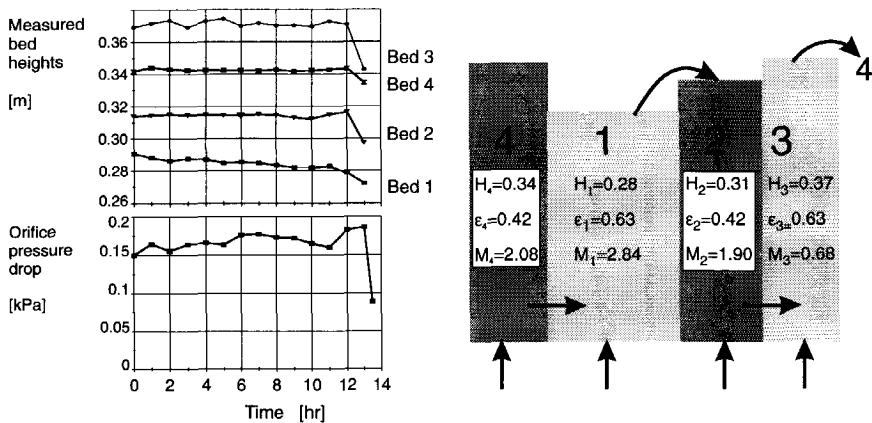 Measured
bed
heights
[m]
0.36
0.34
0.32
0.30
0.28
0.26
Bed 3
Bed 4
Bed 2
Bed 1
Orifice
pressure
drop
[kPa]
0.2
0.15
0.1
0.05
0
0 2 4 6 8 10 12 14
Time [hr]
4
4 1 2 3
H₄=0.34 H₁=0.28 H₂=0.31 H₃=0.37
ε₄=0.42 ε₁=0.63 ε₂=0.42 ε₃=0.63
M₄=2.08 M₁=2.84 M₂=1.90 M₃=0.68